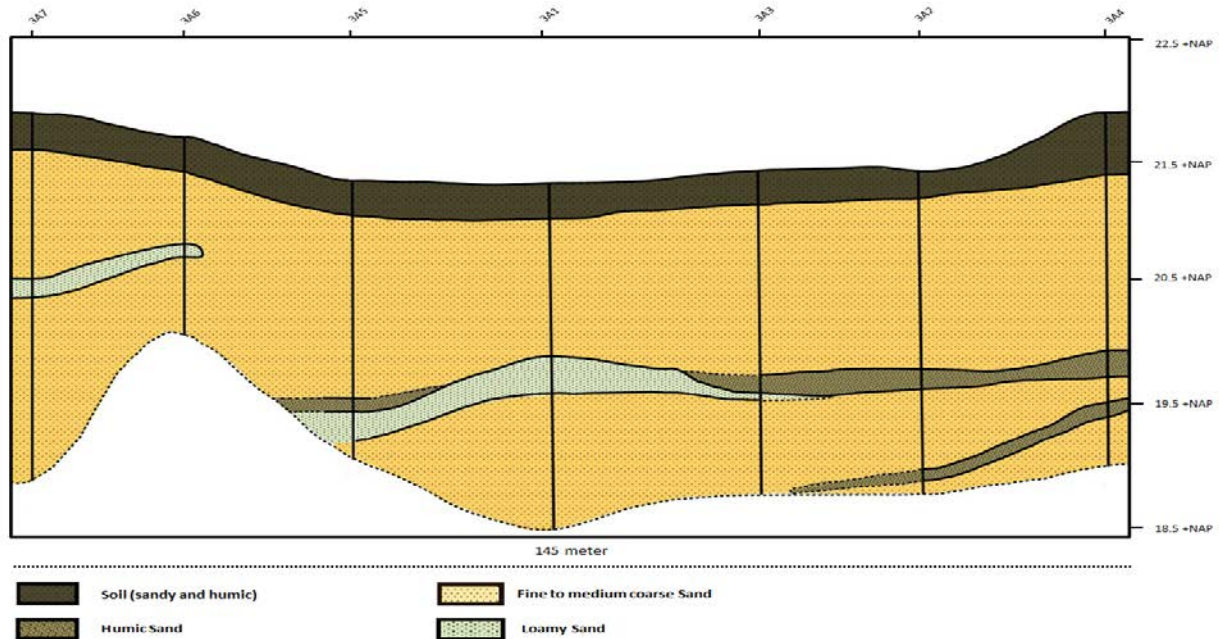 3A7 3A6 3A5 3A1 3A3 3A2 3A4
22.5 +NAP
21.5 +NAP
20.5 +NAP
19.5 +NAP
18.5 +NAP
145 meter
Soil (sandy and humic)
Fine to medium coarse Sand
Humic Sand
Loamy Sand